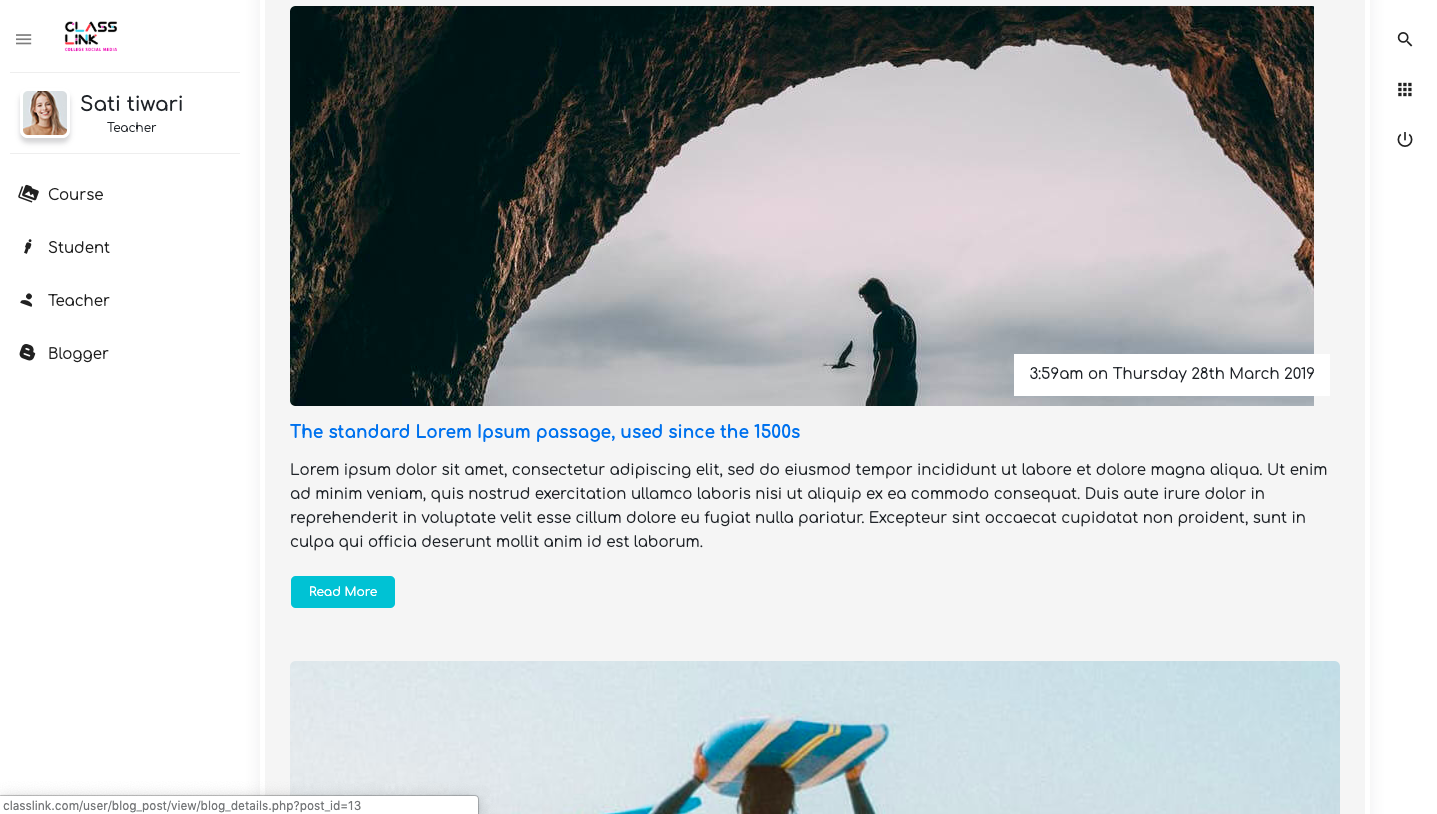 CLASS
LINK
COLLEGE SOCIAL MEDIA
Sati tiwari
Teacher
Course
Student
Teacher
Blogger
3:59am on Thursday 28th March 2019
The standard Lorem Ipsum passage, used since the 1500s
Lorem ipsum dolor sit amet, consectetur adipiscing elit, sed do eiusmod tempor incididunt ut labore et dolore magna aliqua. Ut enim
ad minim veniam, quis nostrud exercitation ullamco laboris nisi ut aliquip ex ea commodo consequat. Duis aute irure dolor in
reprehenderit in voluptate velit esse cillum dolore eu fugiat nulla pariatur. Excepteur sint occaecat cupidatat non proident, sunt in
culpa qui officia deserunt mollit anim id est laborum.
Read More
classlink.com/user/blog_post/view/blog_details.php?post_id=13